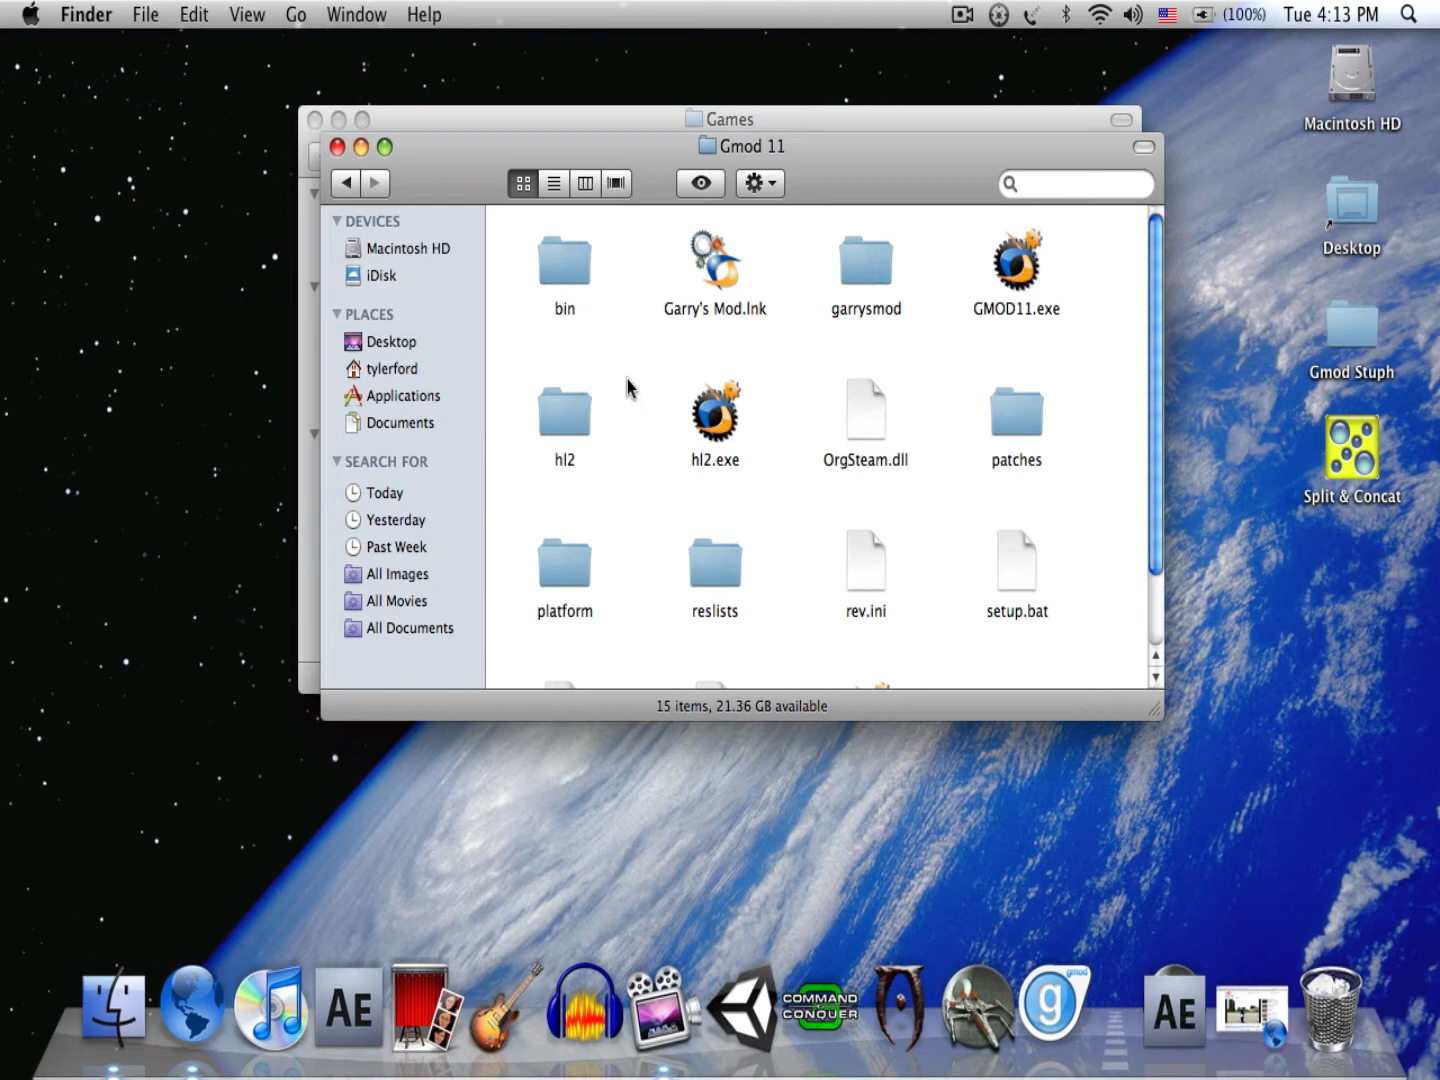 Finder File Edit View Go Window Help (100%) Tue 4:13 PM
Games
Gmod 11
DEVICES
Macintosh HD
iDisk
PLACES
Desktop
tylerford
Applications
Documents
SEARCH FOR
Today
Yesterday
Past Week
All Images
All Movies
All Documents
bin Garry's Mod.lnk garrysmod GMOD11.exe
hl2 hl2.exe OrgSteam.dll patches
platform reslists rev.ini setup.bat
15 items, 21.36 GB available
Macintosh HD
Desktop
Gmod Stuph
Split & Concat
AE
COMMAND
CONQUER
gmod
g
AE